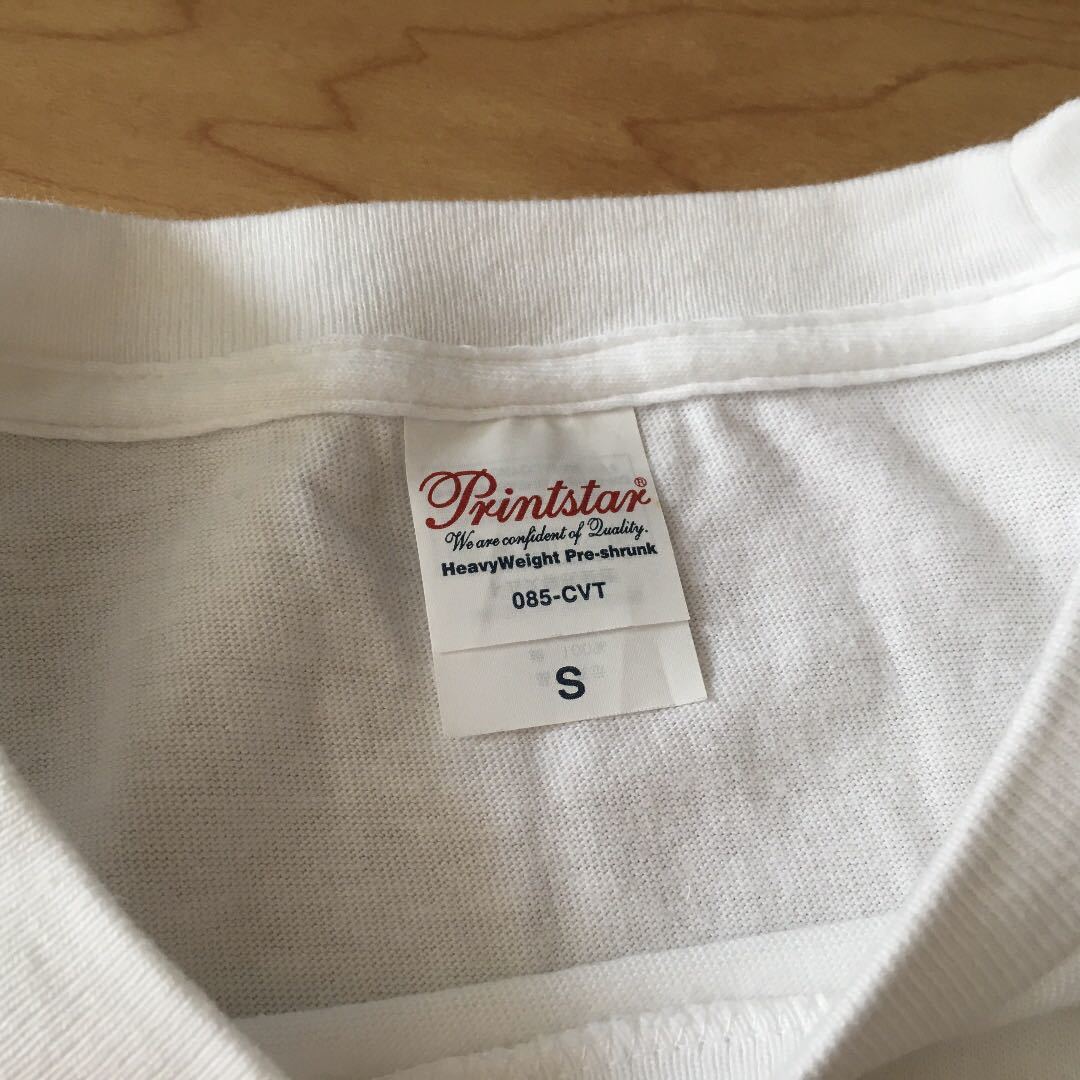 Printstar®
We are confident of Quality.
HeavyWeight Pre-shrunk
085-CVT
S